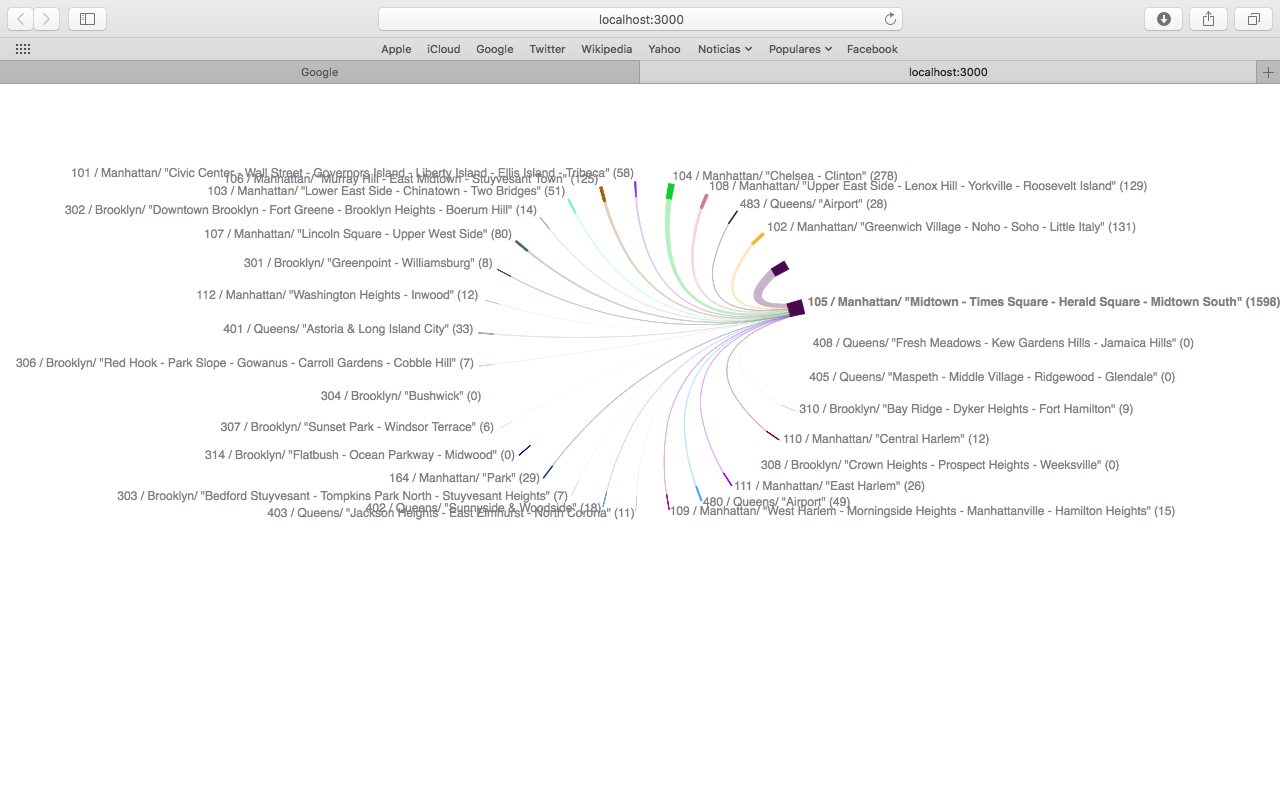 localhost:3000
Apple iCloud Google Twitter Wikipedia Yahoo Noticias Populares Facebook
Google localhost:3000
101 / Manhattan/ "Civic Center - Wall Street - Governors Island - Liberty Island - Ellis Island - Tribeca" (58)
106 / Manhattan/ "Murray Hill - East Midtown - Stuyvesant Town" (125)
103 / Manhattan/ "Lower East Side - Chinatown - Two Bridges" (51)
302 / Brooklyn/ "Downtown Brooklyn - Fort Greene - Brooklyn Heights - Boerum Hill" (14)
107 / Manhattan/ "Lincoln Square - Upper West Side" (80)
301 / Brooklyn/ "Greenpoint - Williamsburg" (8)
112 / Manhattan/ "Washington Heights - Inwood" (12)
401 / Queens/ "Astoria & Long Island City" (33)
306 / Brooklyn/ "Red Hook - Park Slope - Gowanus - Carroll Gardens - Cobble Hill" (7)
304 / Brooklyn/ "Bushwick" (0)
307 / Brooklyn/ "Sunset Park - Windsor Terrace" (6)
314 / Brooklyn/ "Flatbush - Ocean Parkway - Midwood" (0)
164 / Manhattan/ "Park" (29)
303 / Brooklyn/ "Bedford Stuyvesant - Tompkins Park North - Stuyvesant Heights" (7)
402 / Queens/ "Sunnyside & Woodside" (18)
403 / Queens/ "Jackson Heights - East Elmhurst - North Corona" (11)
104 / Manhattan/ "Chelsea - Clinton" (278)
108 / Manhattan/ "Upper East Side - Lenox Hill - Yorkville - Roosevelt Island" (129)
483 / Queens/ "Airport" (28)
102 / Manhattan/ "Greenwich Village - Noho - Soho - Little Italy" (131)
105 / Manhattan/ "Midtown - Times Square - Herald Square - Midtown South" (1598)
408 / Queens/ "Fresh Meadows - Kew Gardens Hills - Jamaica Hills" (0)
405 / Queens/ "Maspeth - Middle Village - Ridgewood - Glendale" (0)
310 / Brooklyn/ "Bay Ridge - Dyker Heights - Fort Hamilton" (9)
110 / Manhattan/ "Central Harlem" (12)
308 / Brooklyn/ "Crown Heights - Prospect Heights - Weeksville" (0)
111 / Manhattan/ "East Harlem" (26)
480 / Queens/ "Airport" (49)
109 / Manhattan/ "West Harlem - Morningside Heights - Manhattanville - Hamilton Heights" (15)